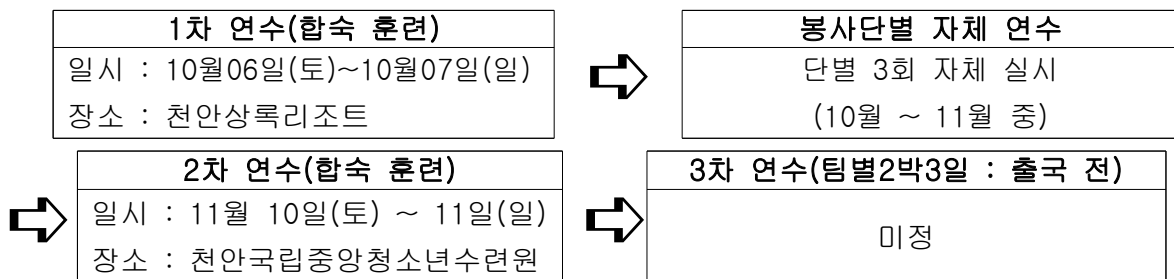 1차 연수(합숙 훈련)
일시 : 10월06일(토)~10월07일(일)
장소 : 천안상록리조트
봉사단별 자체 연수
단별 3회 자체 실시
(10월 ~ 11월 중)
2차 연수(합숙 훈련)
일시 : 11월 10일(토) ~ 11일(일)
장소 : 천안국립중앙청소년수련원
3차 연수(팀별2박3일 : 출국 전)
미정